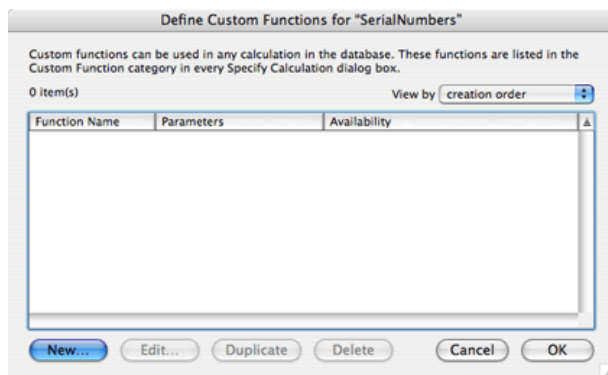 Define Custom Functions for "SerialNumbers"
Custom functions can be used in any calculation in the database. These functions are listed in the
Custom Function category in every Specify Calculation dialog box.
0 item(s) View by creation order
Function Name Parameters Availability
New... Edit... Duplicate Delete Cancel OK